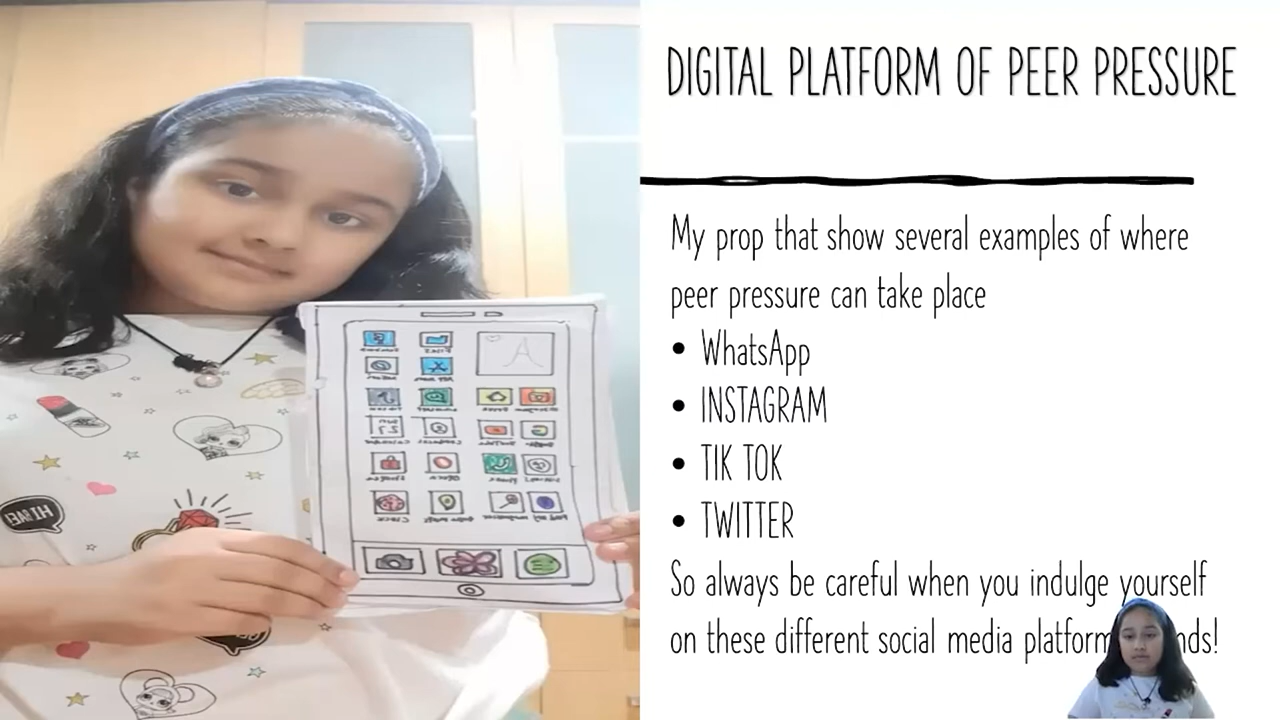 DIGITAL PLATFORM OF PEER PRESSURE
My prop that show several examples of where
peer pressure can take place
• WhatsApp
• INSTAGRAM
• TIK TOK
• TWITTER
So always be careful when you indulge yourself
on these different social media
HI